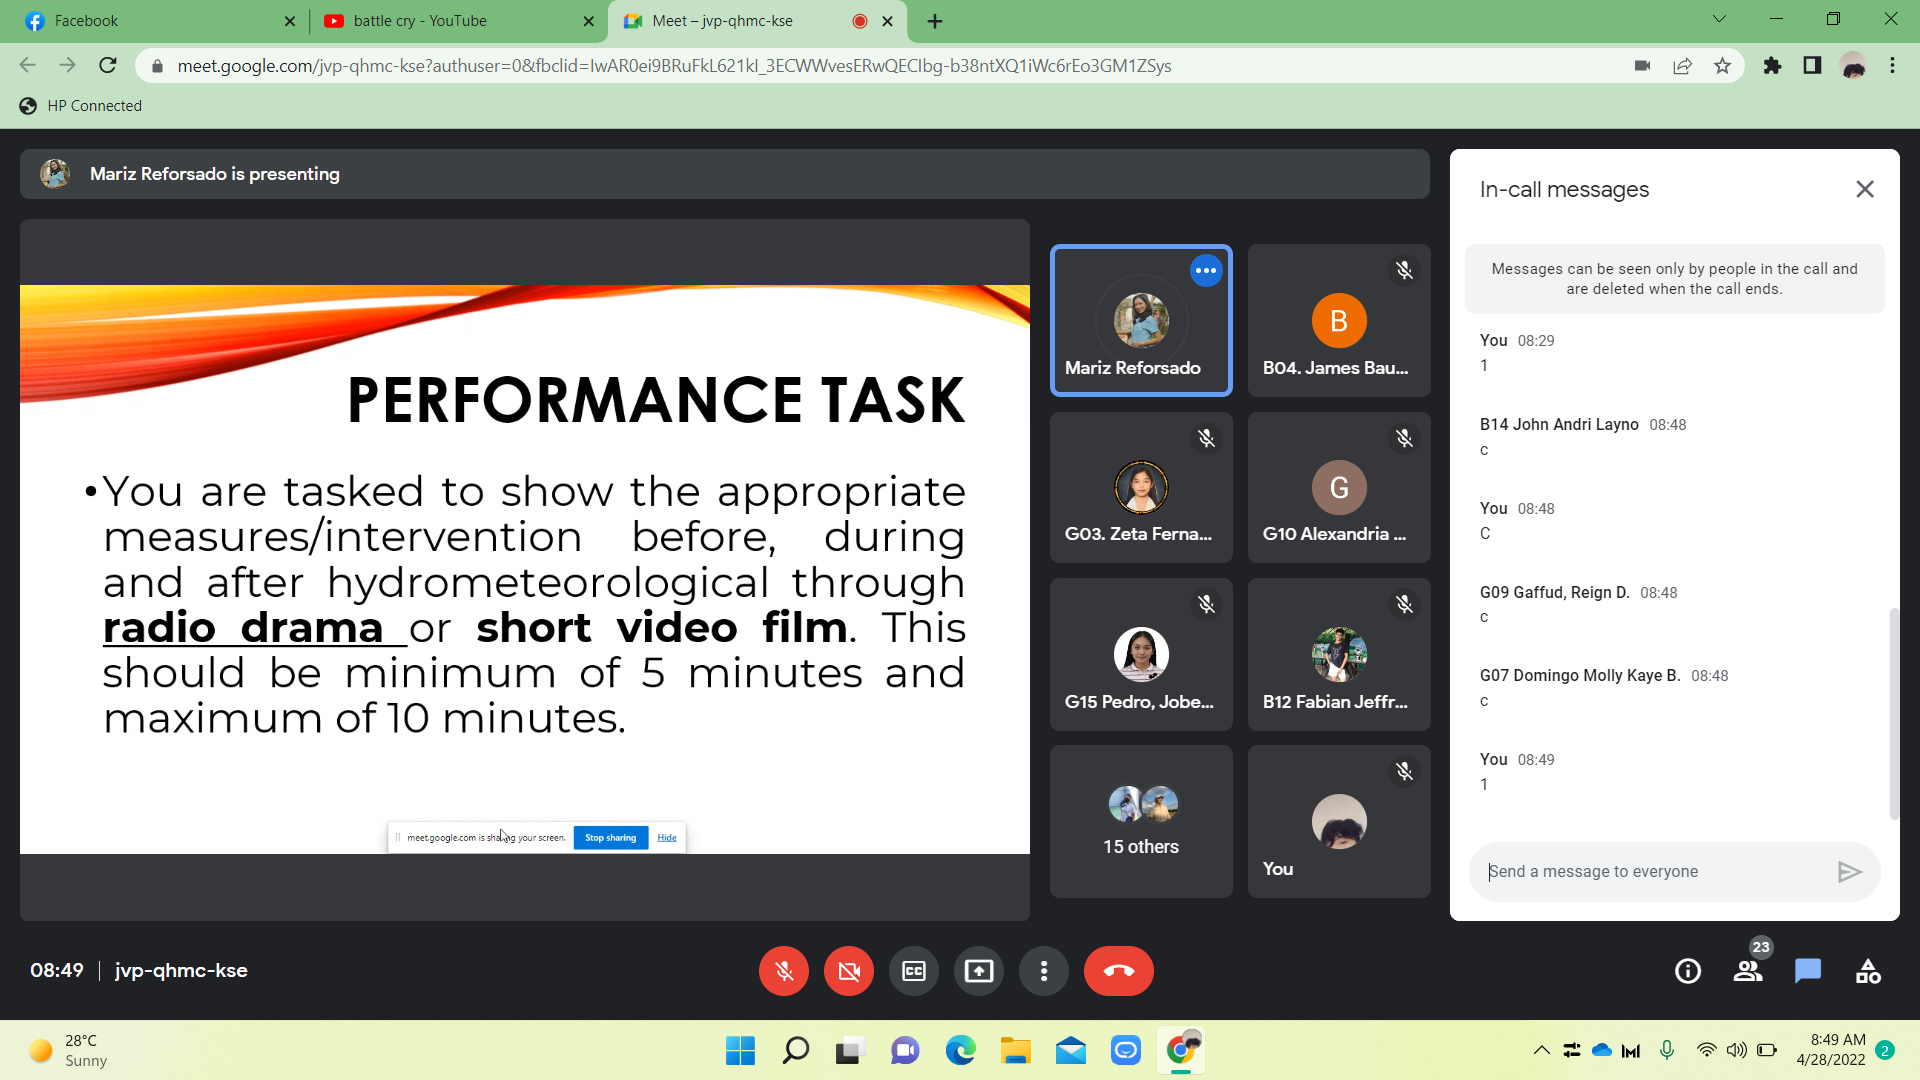 Facebook
battle cry - YouTube
Meet – jvp-qhmc-kse
meet.google.com/jvp-qhmc-kse?authuser=0&fbclid=IwAR0ei9BRuFkL621kI_3ECWWvesERwQECIbg-b38ntXQ1iWc6rEo3GM1ZSys
HP Connected
Mariz Reforsado is presenting
PERFORMANCE TASK
•You are tasked to show the appropriate
measures/intervention before, during
and after hydrometeorological through
radio drama or short video film. This
should be minimum of 5 minutes and
maximum of 10 minutes.
meet.google.com is sharing your screen.
Stop sharing
Hide
Mariz Reforsado
B
B04. James Bau...
G03. Zeta Ferna...
G
G10 Alexandria ...
G15 Pedro, Jobe...
B12 Fabian Jeffr...
15 others
You
In-call messages
Messages can be seen only by people in the call and
are deleted when the call ends.
You 08:29
1
B14 John Andri Layno 08:48
c
You 08:48
C
G09 Gaffud, Reign D. 08:48
c
G07 Domingo Molly Kaye B. 08:48
c
You 08:49
1
Send a message to everyone
08:49 | jvp-qhmc-kse
CC
23
28°C
Sunny
8:49 AM
4/28/2022
2